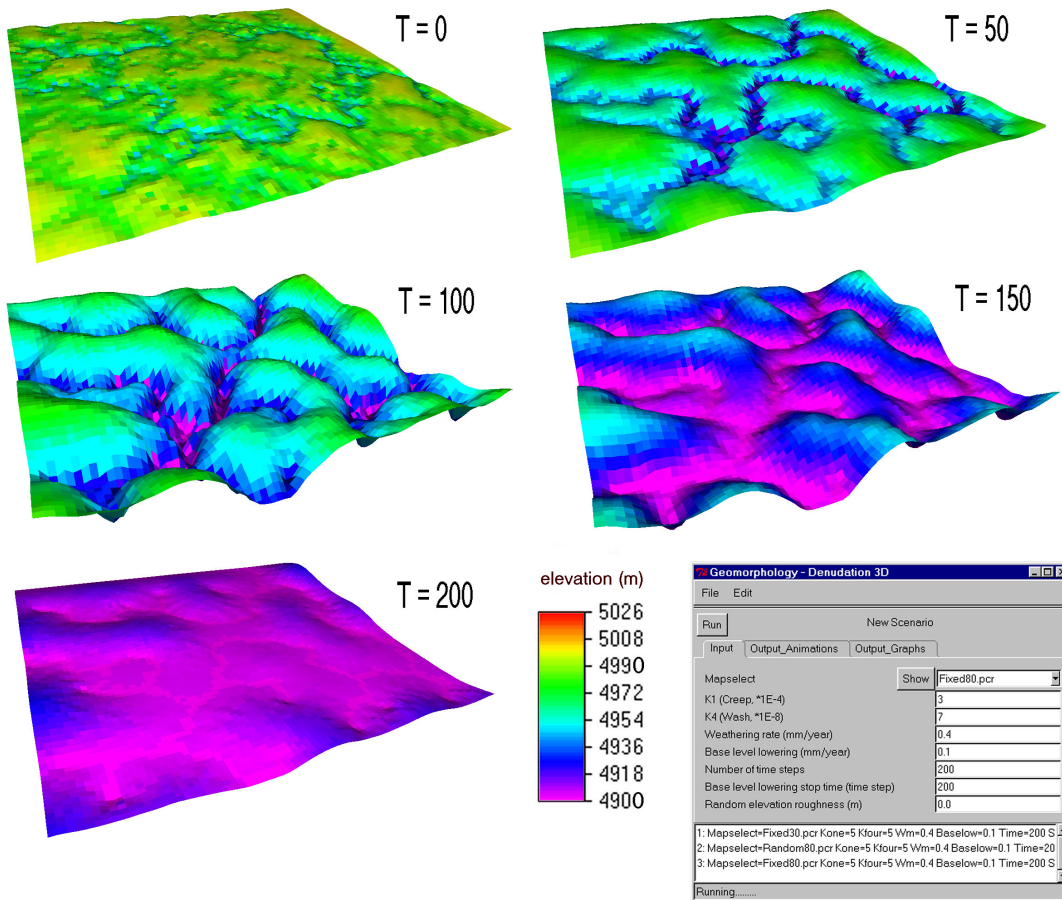 T = 0
T = 50
T = 100
T = 150
T = 200
elevation (m)
5026
5008
4990
4972
4954
4936
4918
4900
Geomorphology - Denudation 3D
File Edit
Run New Scenario
Input Output_Animations Output_Graphs
Mapselect Show Fixed80.pcr
K1 (Creep, *1E-4) 3
K4 (Wash, *1E-8) 7
Weathering rate (mm/year) 0.4
Base level lowering (mm/year) 0.1
Number of time steps 200
Base level lowering stop time (time step) 200
Random elevation roughness (m) 0.0
1: Mapselect=Fixed30.pcr Kone=5 Kfour=5 Wm=0.4 Baselow=0.1 Time=200 S
2: Mapselect=Random80.pcr Kone=5 Kfour=5 Wm=0.4 Baselow=0.1 Time=20
3: Mapselect=Fixed80.pcr Kone=5 Kfour=5 Wm=0.4 Baselow=0.1 Time=200 S
Running.........